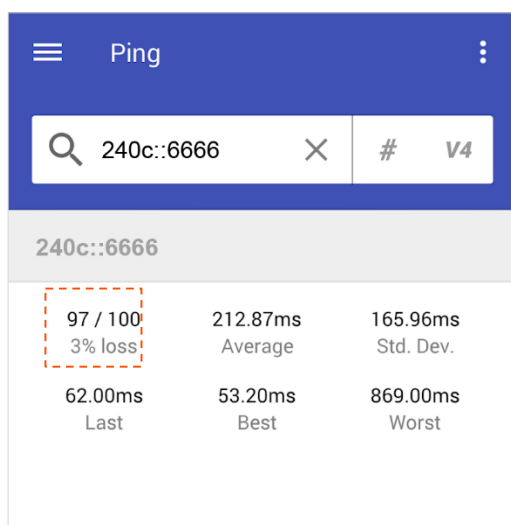 Ping
240c::6666
# V4
240c::6666
97 / 100 212.87ms 165.96ms
3% loss Average Std. Dev.
62.00ms 53.20ms 869.00ms
Last Best Worst